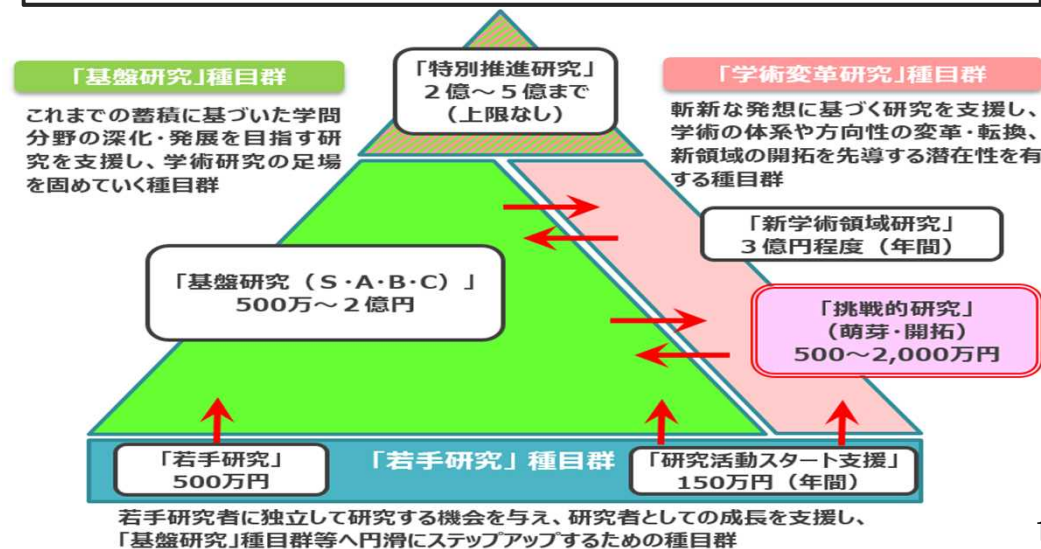 「特別推進研究」
２億～５億まで
（上限なし）
「基盤研究」種目群
これまでの蓄積に基づいた学問
分野の深化・発展を目指す研
究を支援し、学術研究の足場
を固めていく種目群
「学術変革研究」種目群
斬新な発想に基づく研究を支援し、
学術の体系や方向性の変革・転換、
新領域の開拓を先導する潜在性を有
する種目群
「新学術領域研究」
３億円程度（年間）
「基盤研究（Ｓ・Ａ・Ｂ・Ｃ）」
500万～２億円
「挑戦的研究」
（萌芽・開拓）
500～2,000万円
「若手研究」
500万円
「若手研究」種目群
「研究活動スタート支援」
150万円（年間）
若手研究者に独立して研究する機会を与え、研究者としての成長を支援し、
「基盤研究」種目群等へ円滑にステップアップするための種目群